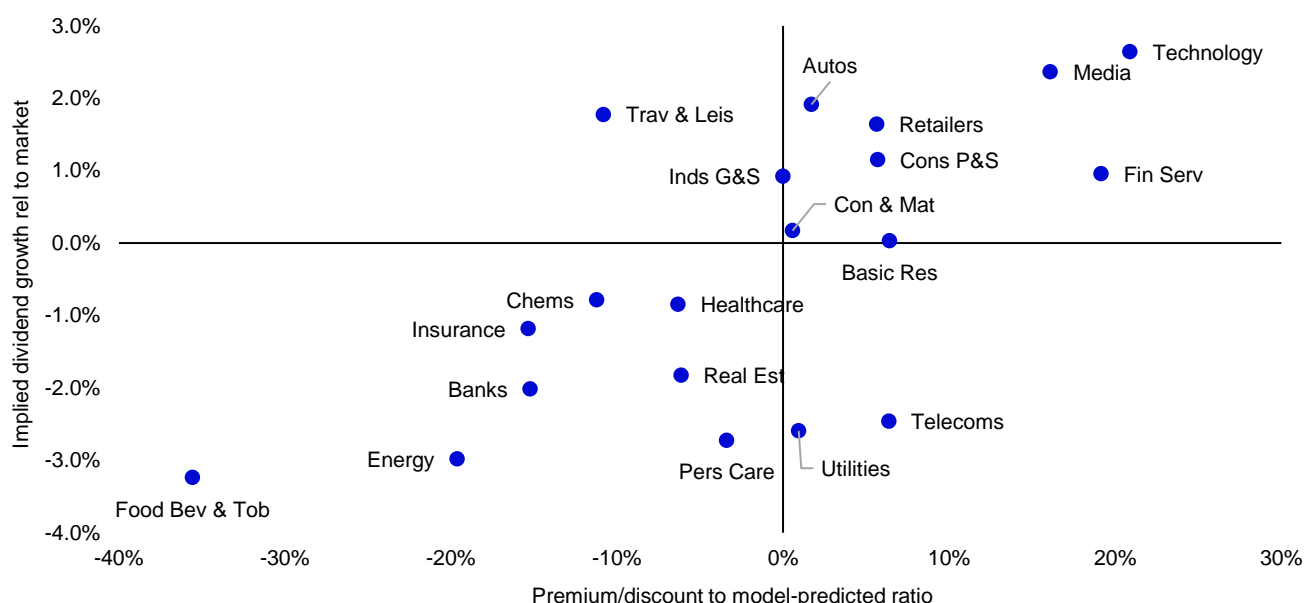 Implied dividend growth rel to market
3.0%
2.0%
1.0%
0.0%
-1.0%
-2.0%
-3.0%
-4.0%
Autos
Technology
Media
Trav & Leis
Retailers
Cons P&S
Inds G&S
Fin Serv
Con & Mat
Basic Res
Chems
Healthcare
Insurance
Real Est
Banks
Telecoms
Energy
Pers Care
Utilities
Food Bev & Tob
-40% -30% -20% -10% 0% 10% 20% 30%
Premium/discount to model-predicted ratio